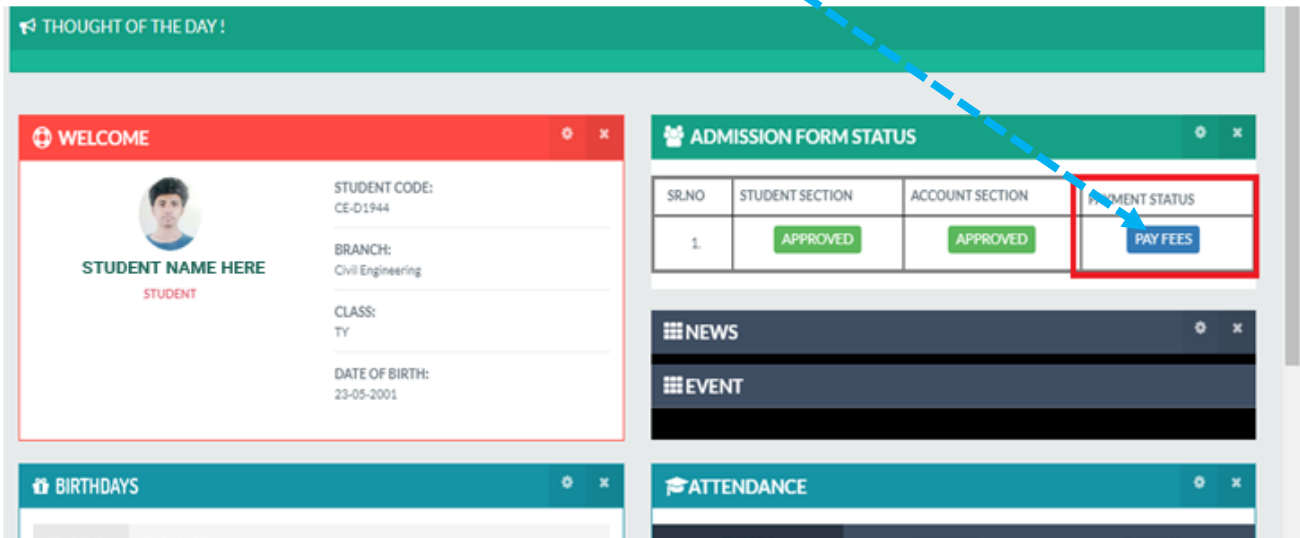 THOUGHT OF THE DAY !
WELCOME
STUDENT NAME HERE
STUDENT
STUDENT CODE:
CE-D1944
BRANCH:
Civil Engineering
CLASS:
TY
DATE OF BIRTH:
23-05-2001
ADMISSION FORM STATUS
SR.NO STUDENT SECTION ACCOUNT SECTION PAYMENT STATUS
1. APPROVED APPROVED PAY FEES
NEWS
EVENT
BIRTHDAYS
ATTENDANCE